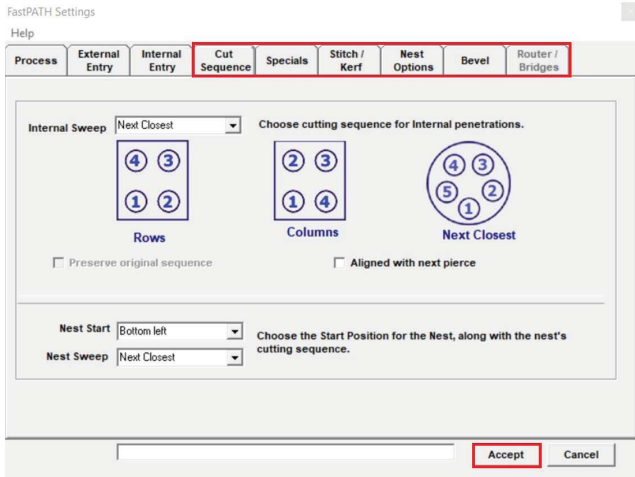 FastPATH Settings
Help
Process
External Entry
Internal Entry
Cut Sequence
Specials
Stitch / Kerf
Nest Options
Bevel
Router / Bridges
Internal Sweep
Next Closest
Choose cutting sequence for Internal penetrations.
4 3
1 2
Rows
2 3
1 4
Columns
4 3
5 2
1
Next Closest
Preserve original sequence
Aligned with next pierce
Nest Start
Bottom left
Nest Sweep
Next Closest
Choose the Start Position for the Nest, along with the nest's
cutting sequence.
Accept
Cancel